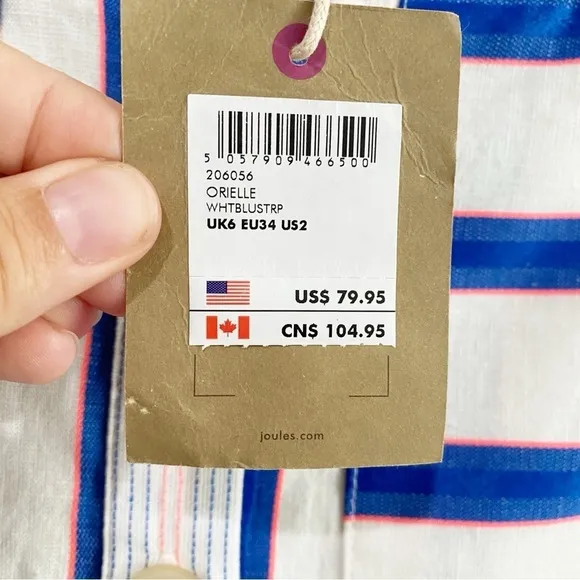 5 057909 466500
206056
ORIELLE
WHTBLUSTRP
UK6 EU34 US2
US$ 79.95
CN$ 104.95
joules.com